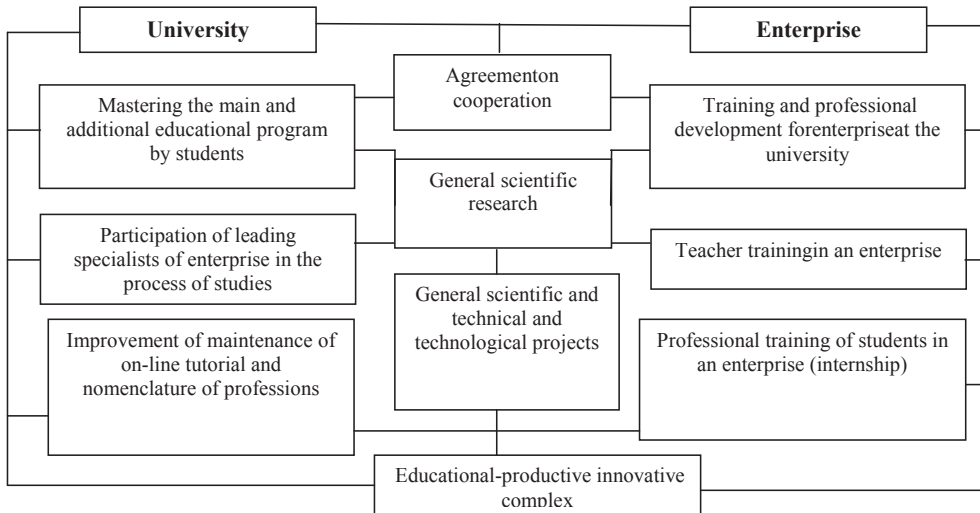 University
Enterprise
Agreementon
cooperation
Mastering the main and
additional educational program
by students
Training and professional
development forenterpriseat the
university
General scientific
research
Participation of leading
specialists of enterprise in the
process of studies
Teacher trainingin an enterprise
General scientific and
technical and
technological projects
Improvement of maintenance of
on-line tutorial and
nomenclature of professions
Professional training of students in
an enterprise (internship)
Educational-productive innovative
complex